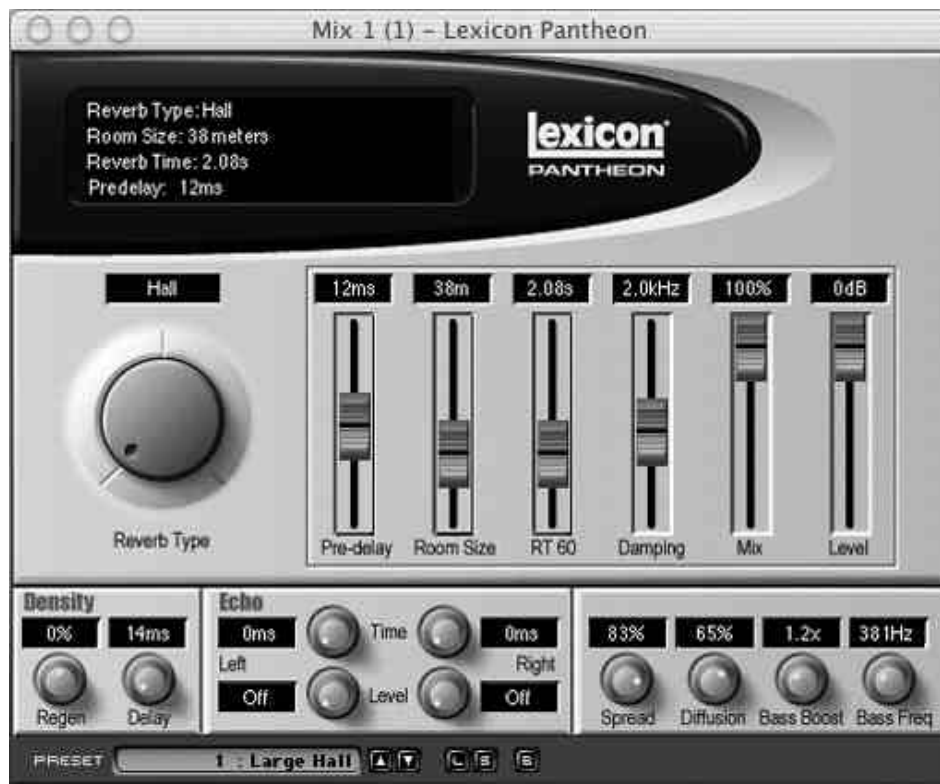 Mix 1 (1) – Lexicon Pantheon
Reverb Type: Hall
Room Size: 38 meters
Reverb Time: 2.08s
Predelay: 12ms
lexicon
PANTHEON
Hall
12ms 38m 2.08s 2.0kHz 100% 0dB
Reverb Type
Pre-delay Room Size RT 60 Damping Mix Level
Density
0% 14ms
Regen Delay
Echo
0ms Time 0ms
Left Right
Off Level Off
83% 65% 1.2x 381Hz
Spread Diffusion Bass Boost Bass Freq
PRESET 1 : Large Hall L S B